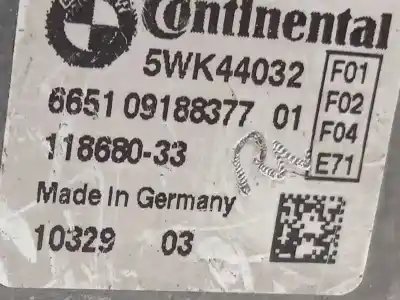 Continental
5WK44032
F01
F02
F04
E71
6651 09188377 01
118680-33
Made In Germany
10329 03